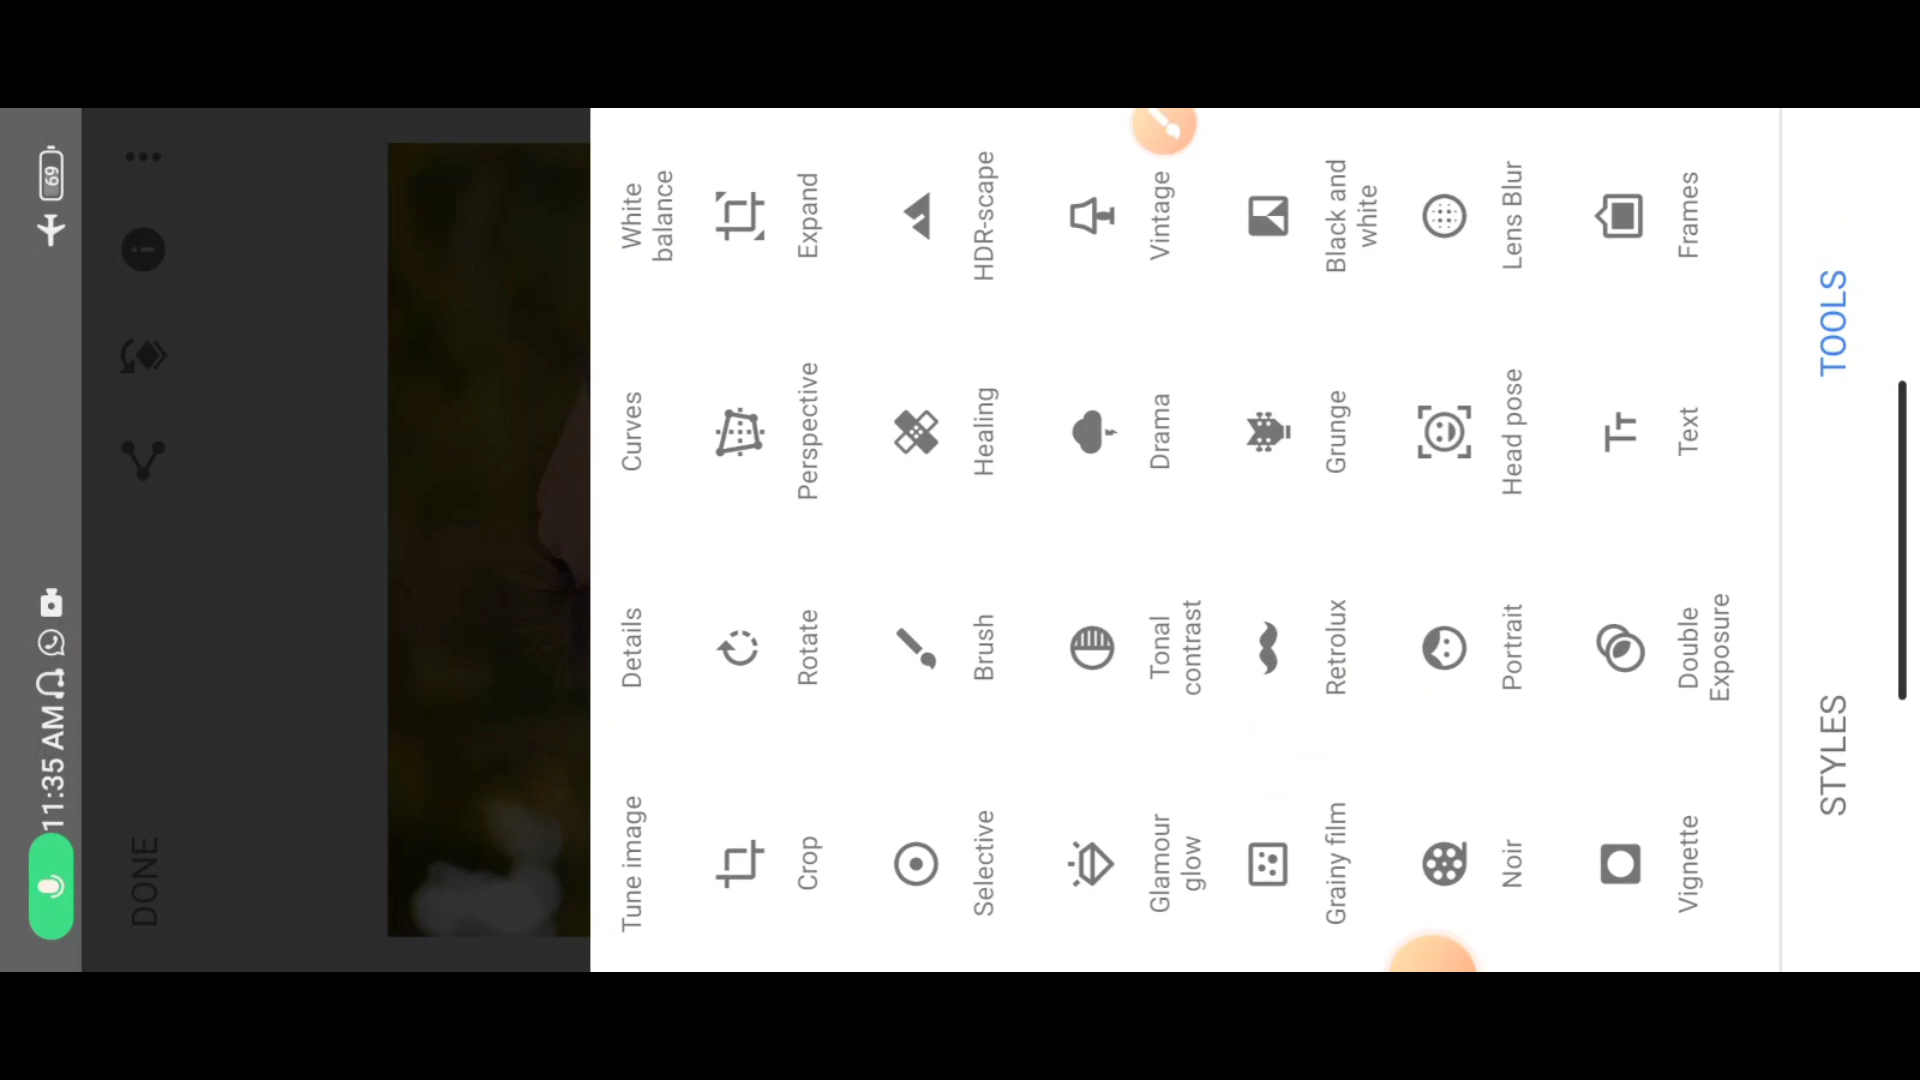 11:35 AM
69
DONE
Tune image
Details
Curves
White
balance
Crop
Rotate
Perspective
Expand
Selective
Brush
Healing
HDR-scape
Glamour
glow
Tonal
contrast
Drama
Vintage
Grainy film
Retrolux
Grunge
Black and
white
Noir
Portrait
Head pose
Lens Blur
Vignette
Double
Exposure
Text
Frames
STYLES
TOOLS